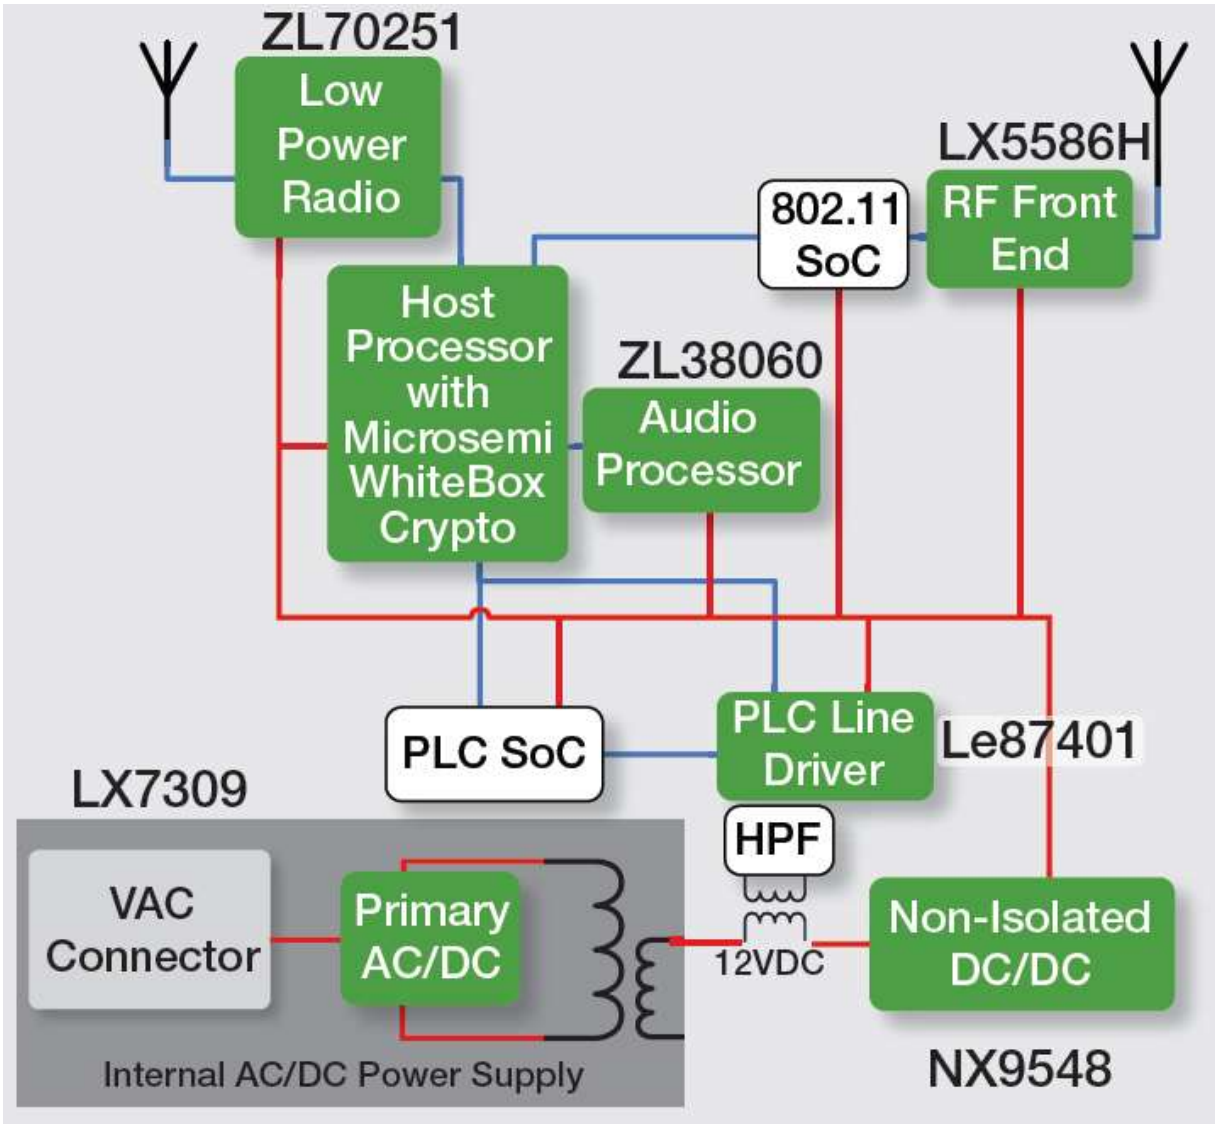 ZL70251
Low
Power
Radio
LX5586H
802.11
SoC
RF Front
End
Host
Processor
with
Microsemi
WhiteBox
Crypto
ZL38060
Audio
Processor
PLC SoC
PLC Line
Driver
Le87401
LX7309
HPF
VAC
Connector
Primary
AC/DC
12VDC
Non-Isolated
DC/DC
Internal AC/DC Power Supply
NX9548